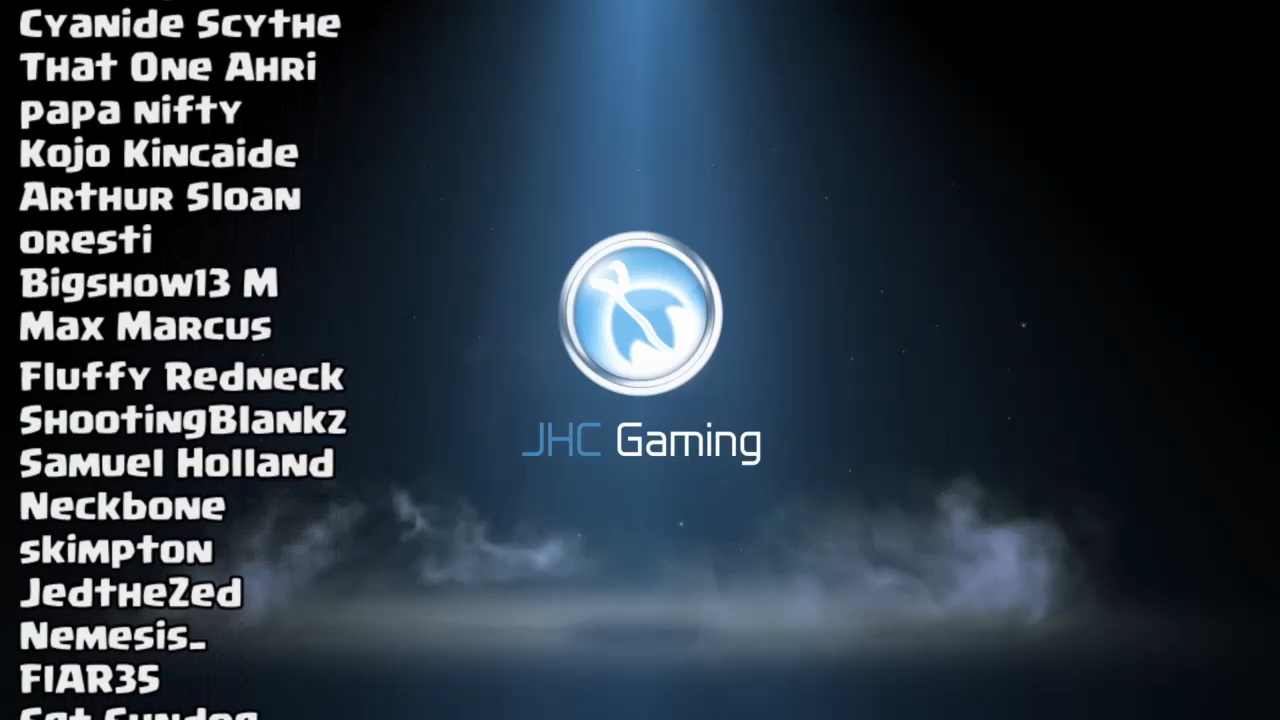 Cyanide Scythe
That One Ahri
papa nifty
Kojo Kincaide
Arthur Sloan
oresti
Bigshow13 M
Max Marcus
Fluffy Redneck
ShootingBlankz
Samuel Holland
Neckbone
skimpton
JedtheZed
Nemesis_
FIAR35
JHC Gaming